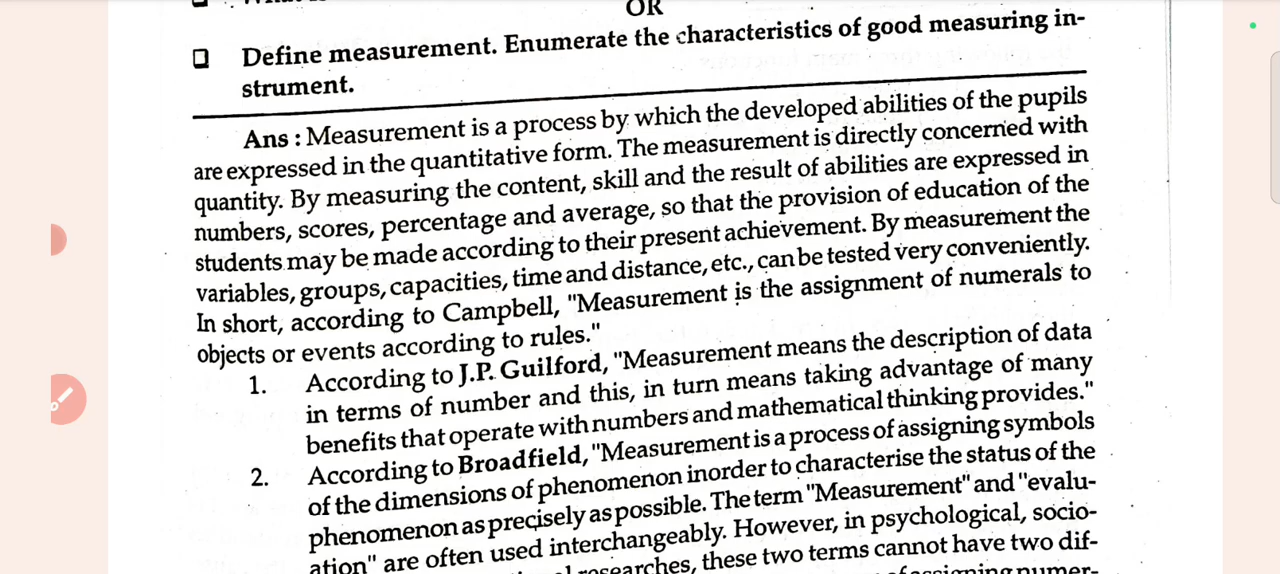 OR
❑ Define measurement. Enumerate the characteristics of good measuring in-
strument.
Ans : Measurement is a process by which the developed abilities of the pupils
are expressed in the quantitative form. The measurement is directly concerned with
quantity. By measuring the content, skill and the result of abilities are expressed in
numbers, scores, percentage and average, so that the provision of education of the
students may be made according to their present achievement. By measurement the
variables, groups, capacities, time and distance, etc., can be tested very conveniently.
In short, according to Campbell, "Measurement is the assignment of numerals to
objects or events according to rules."
1. According to J.P. Guilford, "Measurement means the description of data
in terms of number and this, in turn means taking advantage of many
benefits that operate with numbers and mathematical thinking provides."
2. According to Broadfield, "Measurement is a process of assigning symbols
of the dimensions of phenomenon inorder to characterise the status of the
phenomenon as precisely as possible. The term "Measurement" and "evalu-
ation" are often used interchangeably. However, in psychological, socio-
researches, these two terms cannot have two dif-